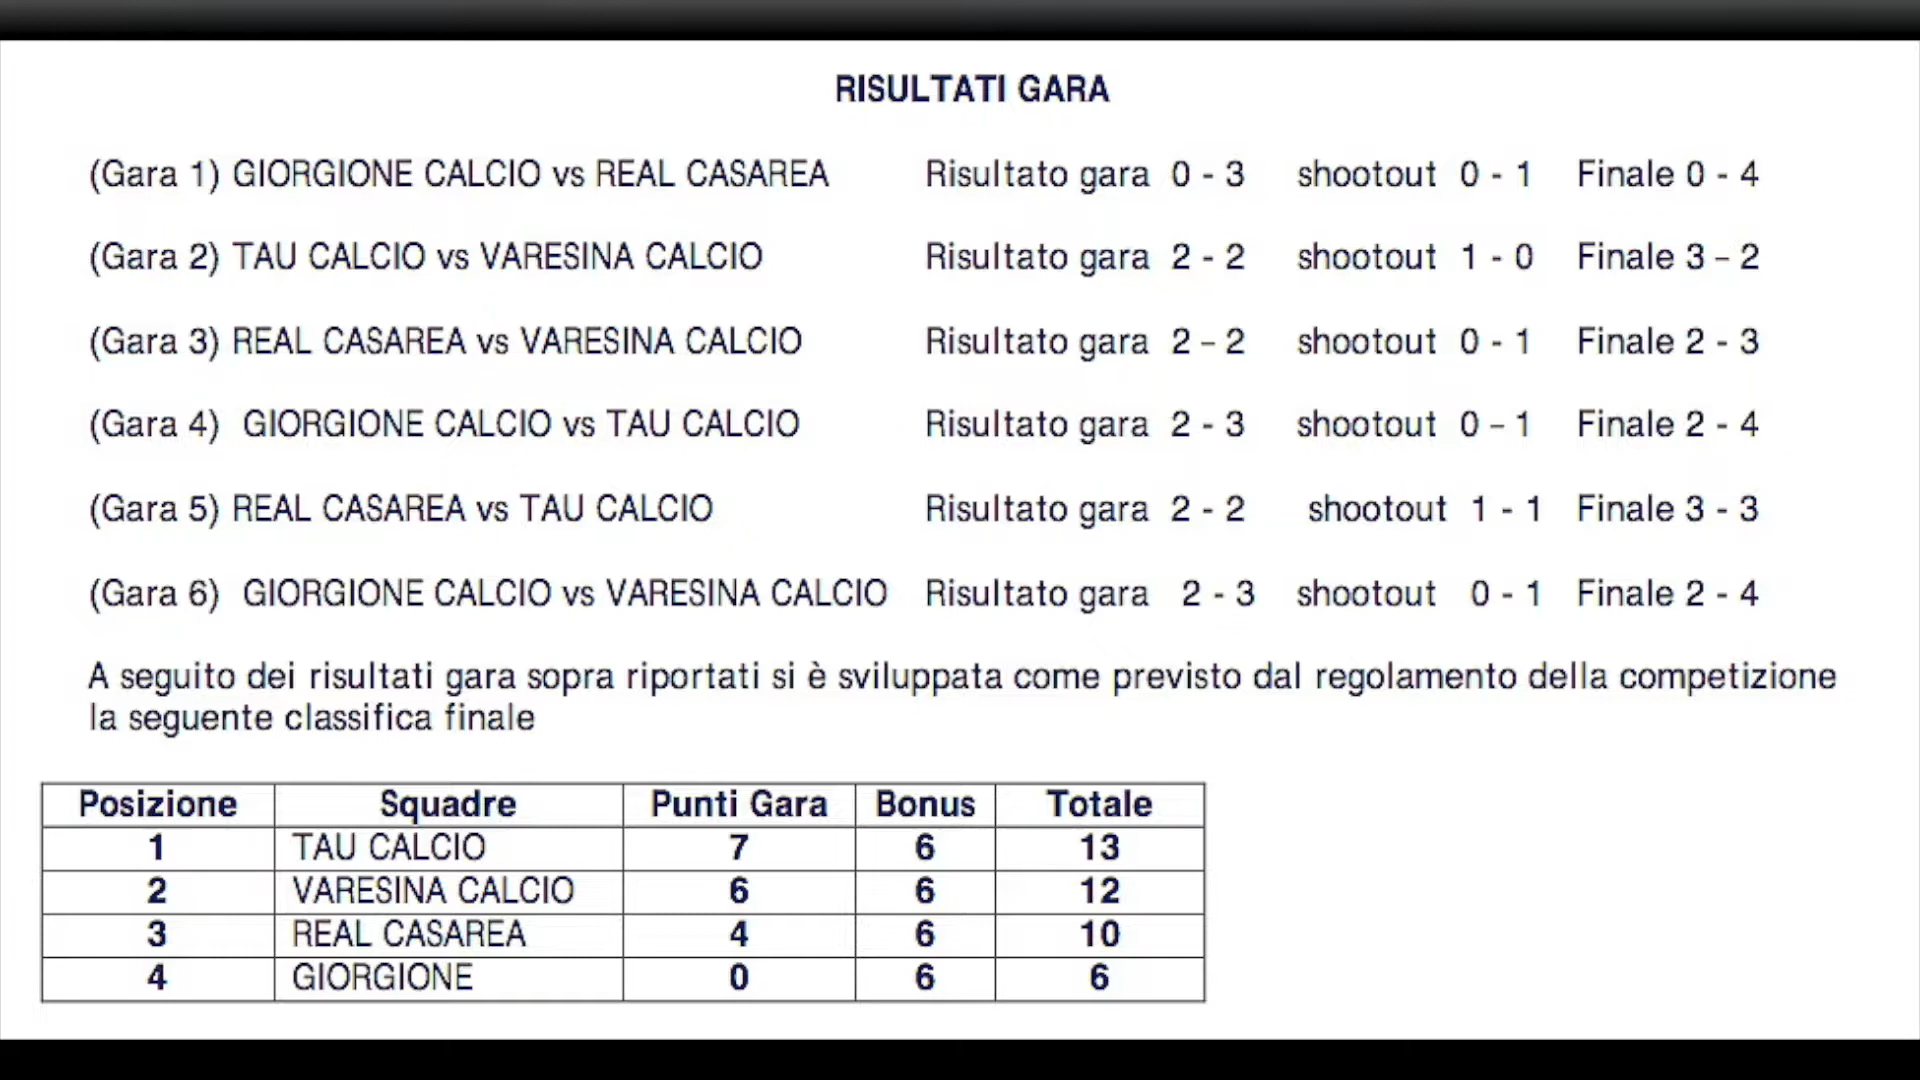 RISULTATI GARA
(Gara 1) GIORGIONE CALCIO vs REAL CASAREA Risultato gara 0 - 3 shootout 0 - 1 Finale 0 - 4
(Gara 2) TAU CALCIO vs VARESINA CALCIO Risultato gara 2 - 2 shootout 1 - 0 Finale 3 – 2
(Gara 3) REAL CASAREA vs VARESINA CALCIO Risultato gara 2 – 2 shootout 0 - 1 Finale 2 - 3
(Gara 4) GIORGIONE CALCIO vs TAU CALCIO Risultato gara 2 - 3 shootout 0 – 1 Finale 2 - 4
(Gara 5) REAL CASAREA vs TAU CALCIO Risultato gara 2 - 2 shootout 1 - 1 Finale 3 - 3
(Gara 6) GIORGIONE CALCIO vs VARESINA CALCIO Risultato gara 2 - 3 shootout 0 - 1 Finale 2 - 4
A seguito dei risultati gara sopra riportati si è sviluppata come previsto dal regolamento della competizione
la seguente classifica finale
Posizione Squadre Punti Gara Bonus Totale
1 TAU CALCIO 7 6 13
2 VARESINA CALCIO 6 6 12
3 REAL CASAREA 4 6 10
4 GIORGIONE 0 6 6